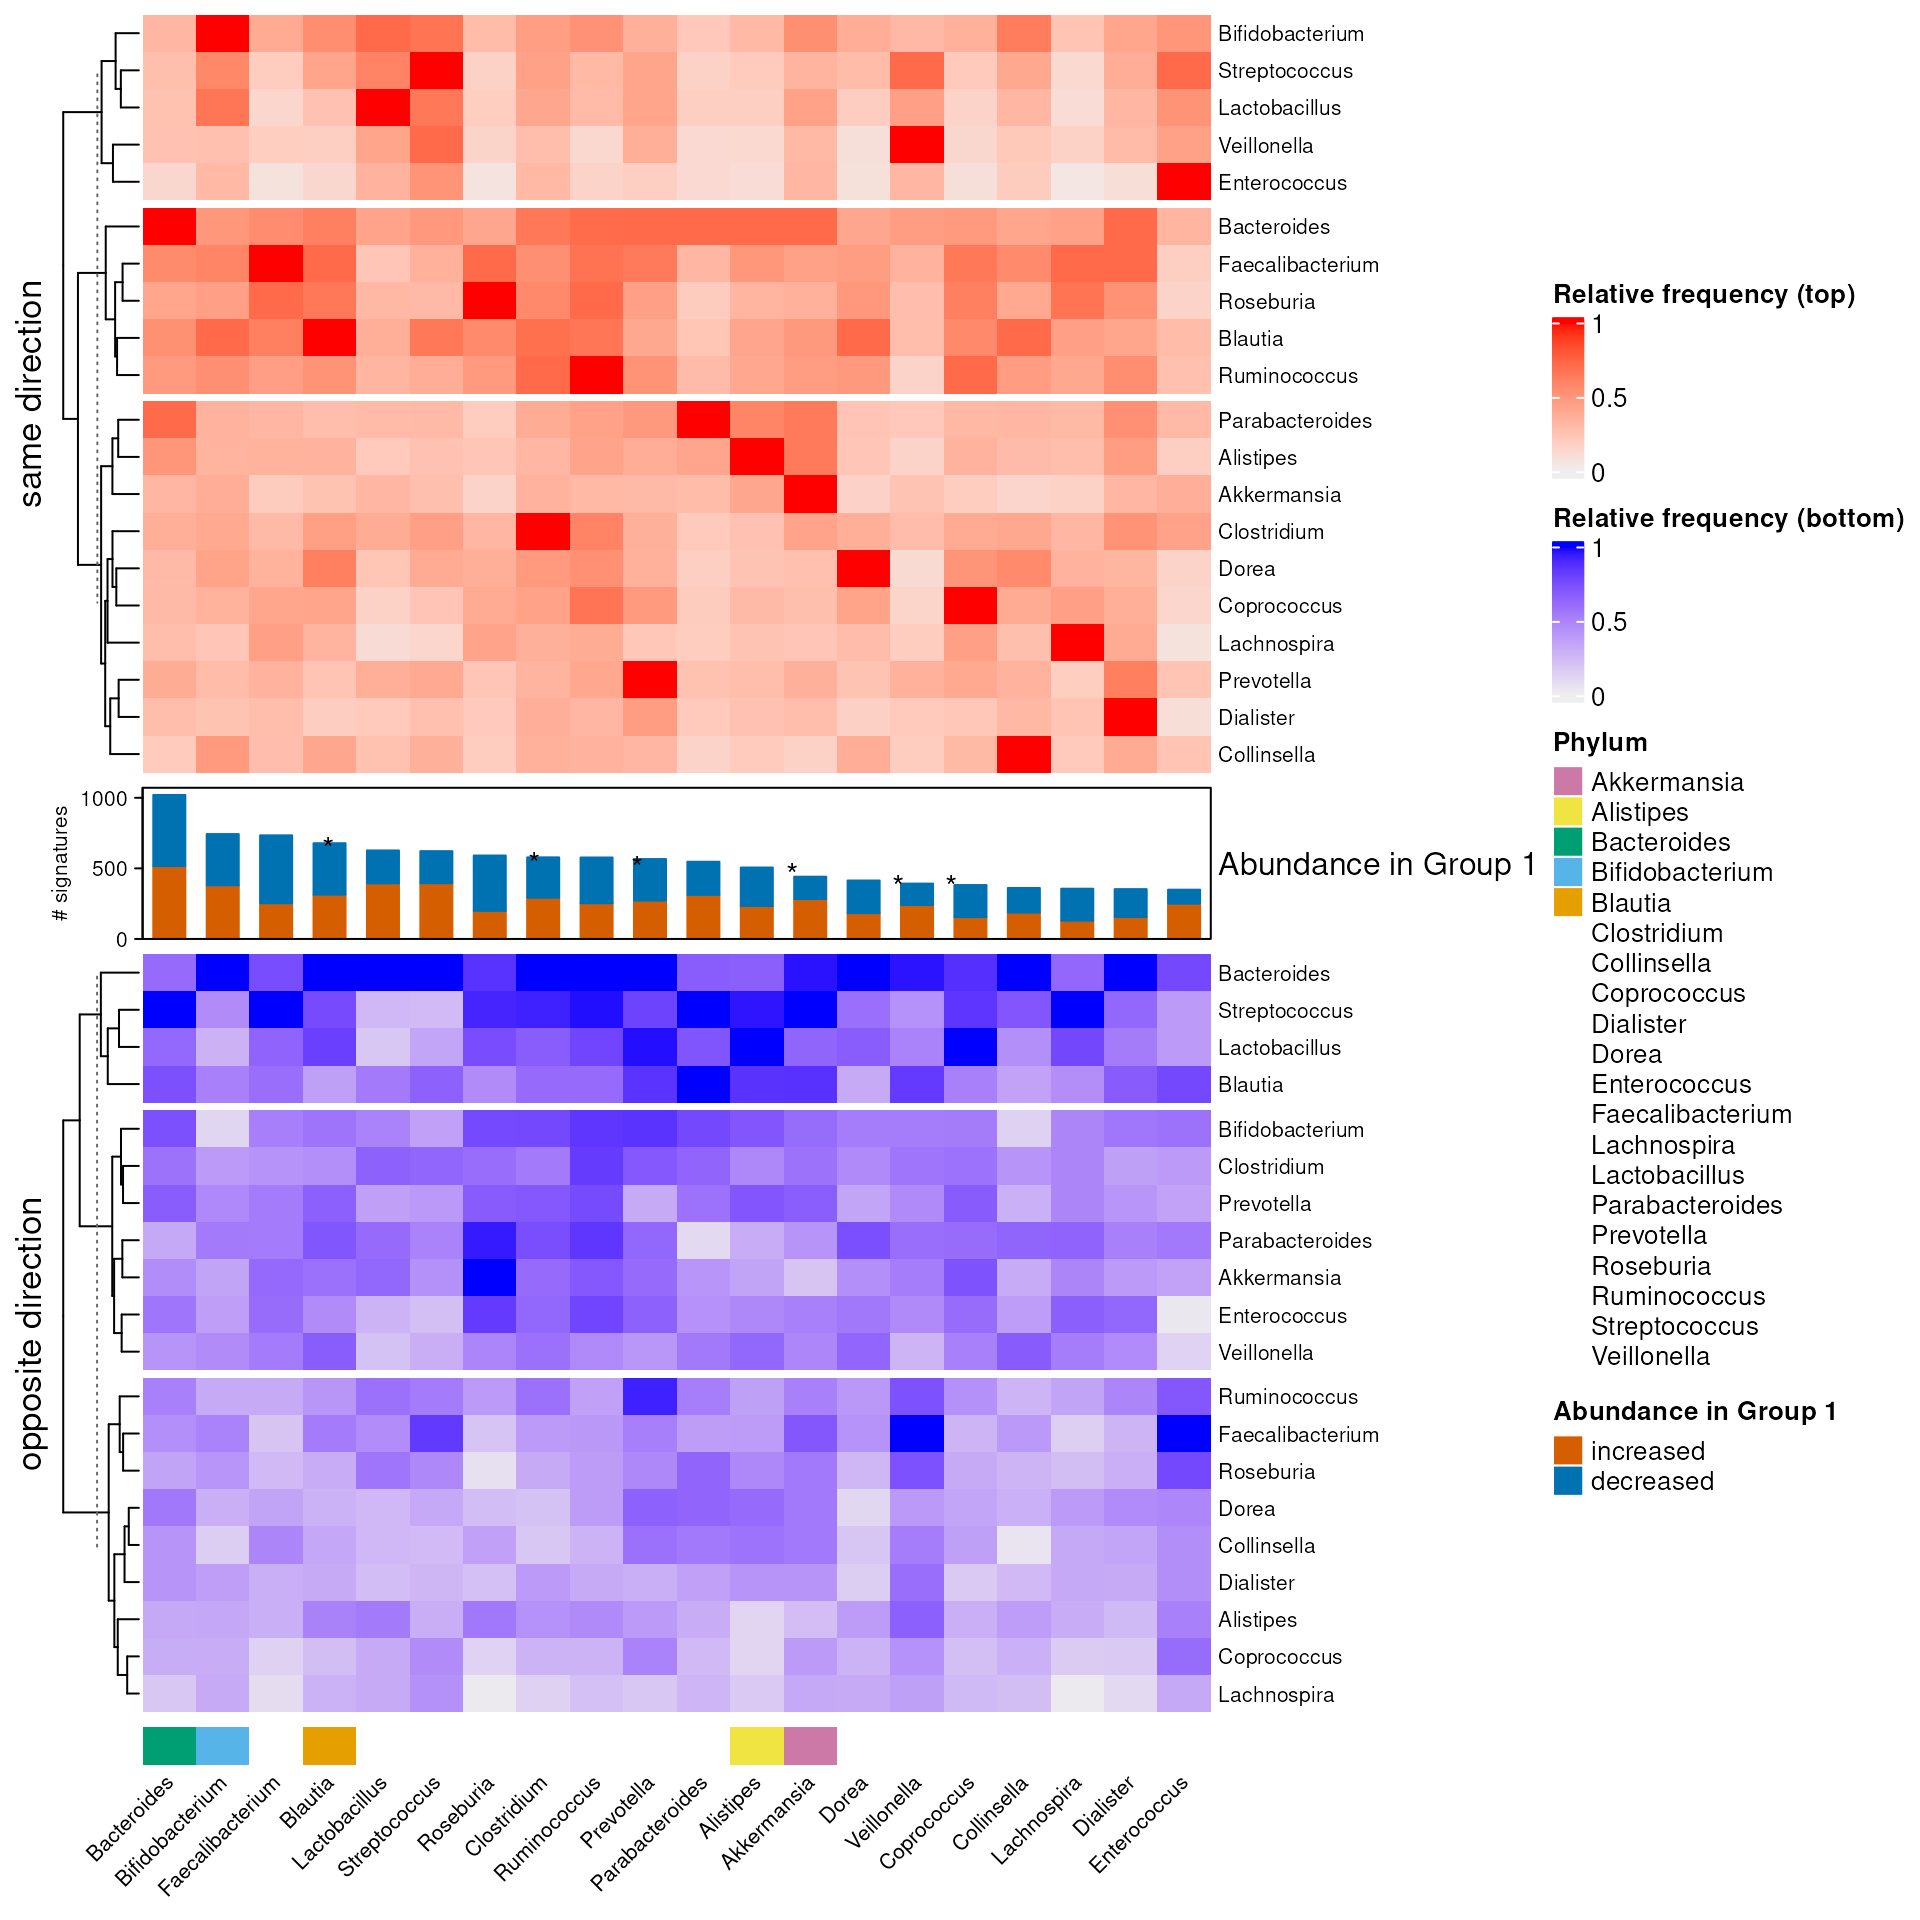 same direction
Bifidobacterium
Streptococcus
Lactobacillus
Veillonella
Enterococcus
Bacteroides
Faecalibacterium
Roseburia
Blautia
Ruminococcus
Parabacteroides
Alistipes
Akkermansia
Clostridium
Dorea
Coprococcus
Lachnospira
Prevotella
Dialister
Collinsella
# signatures
1000
500
0
* * * * * *
Abundance in Group 1
opposite direction
Bacteroides
Streptococcus
Lactobacillus
Blautia
Bifidobacterium
Clostridium
Prevotella
Parabacteroides
Akkermansia
Enterococcus
Veillonella
Ruminococcus
Faecalibacterium
Roseburia
Dorea
Collinsella
Dialister
Alistipes
Coprococcus
Lachnospira
Bacteroides
Bifidobacterium
Faecalibacterium
Blautia
Lactobacillus
Streptococcus
Roseburia
Clostridium
Ruminococcus
Prevotella
Parabacteroides
Alistipes
Akkermansia
Dorea
Veillonella
Coprococcus
Collinsella
Lachnospira
Dialister
Enterococcus
Relative frequency (top)
1
0.5
0
Relative frequency (bottom)
1
0.5
0
Phylum
Akkermansia
Alistipes
Bacteroides
Bifidobacterium
Blautia
Clostridium
Collinsella
Coprococcus
Dialister
Dorea
Enterococcus
Faecalibacterium
Lachnospira
Lactobacillus
Parabacteroides
Prevotella
Roseburia
Ruminococcus
Streptococcus
Veillonella
Abundance in Group 1
increased
decreased